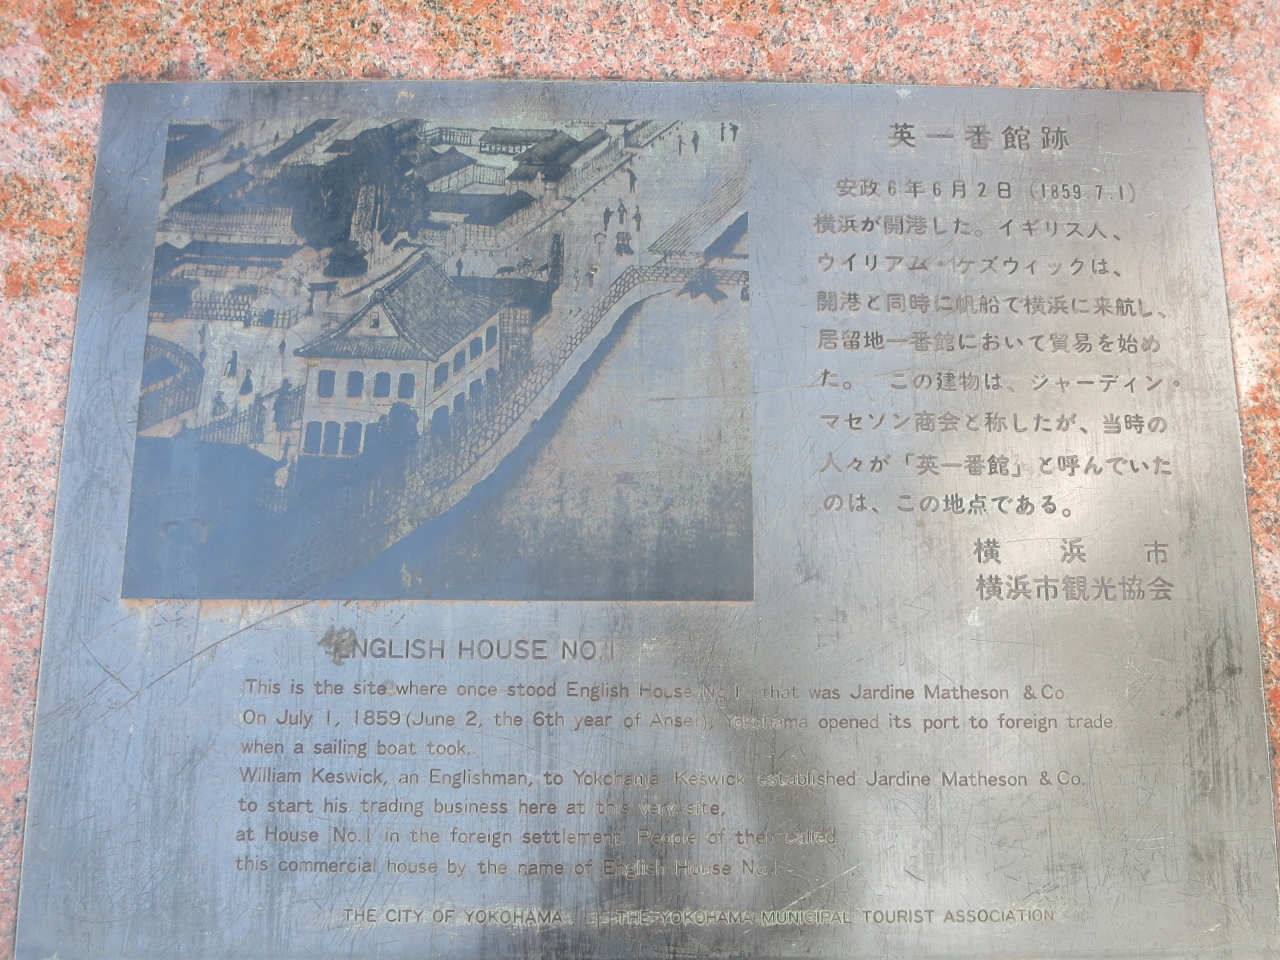 英一番館跡
安政6年6月2日（1859.7.1）
横浜が開港した。イギリス人、
ウイリアム・ケズウィックは、
開港と同時に帆船で横浜に来航し、
居留地一番館において貿易を始め
た。　この建物は、ジャーディン・
マセソン商会と称したが、当時の
人々が「英一番館」と呼んでいた
のは、この地点である。
横　浜　市
横浜市観光協会
ENGLISH HOUSE NO.1
This is the site where once stood English House No.1, that was Jardine Matheson & Co.
On July 1, 1859 (June 2, the 6th year of Ansei), Yokohama opened its port to foreign trade,
when a sailing boat took.
William Keswick, an Englishman, to Yokohama. Keswick established Jardine Matheson & Co.
to start his trading business here at this very site,
at House No.1 in the foreign settlement. People of then called
this commercial house by the name of English House No.1
THE CITY OF YOKOHAMA THE YOKOHAMA MUNICIPAL TOURIST ASSOCIATION